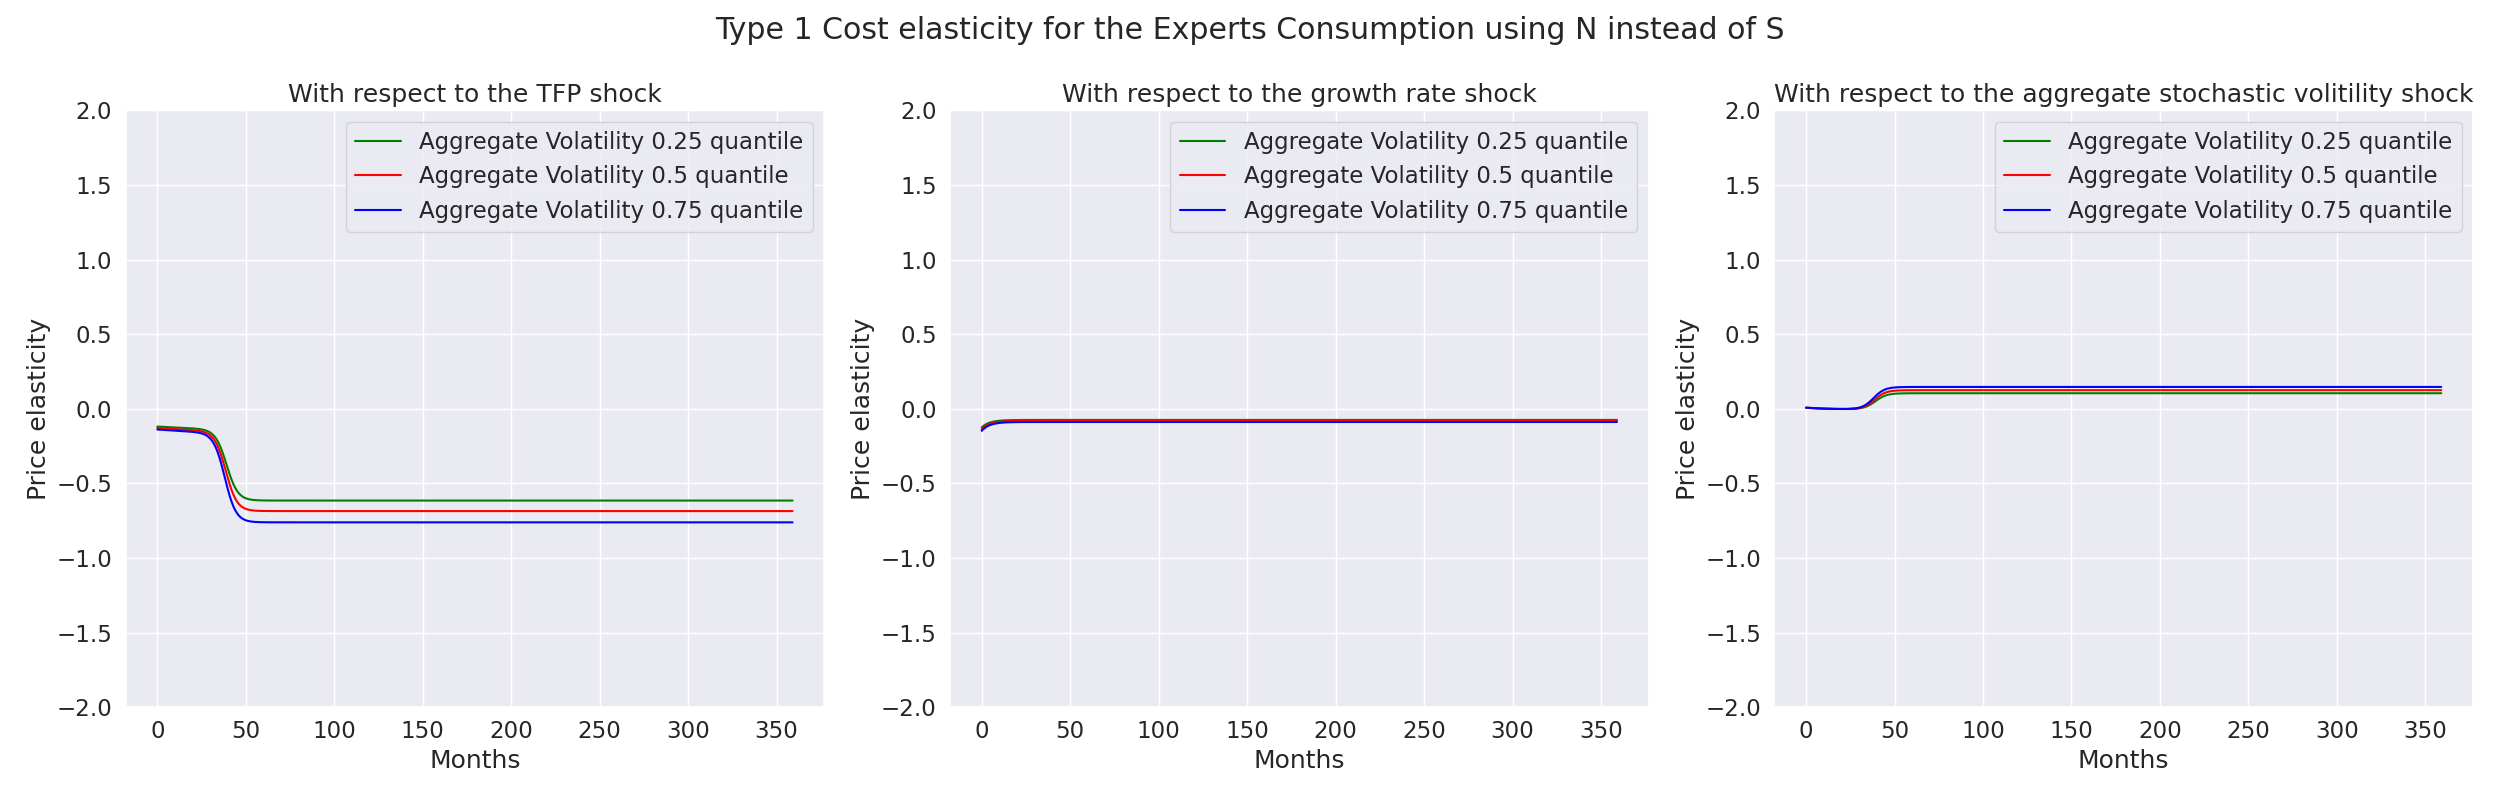 Type 1 Cost elasticity for the Experts Consumption using N instead of S
With respect to the TFP shock
2.0
1.5
1.0
0.5
0.0
−0.5
−1.0
−1.5
−2.0
Price elasticity
Aggregate Volatility 0.25 quantile
Aggregate Volatility 0.5 quantile
Aggregate Volatility 0.75 quantile
0 50 100 150 200 250 300 350
Months
With respect to the growth rate shock
2.0
1.5
1.0
0.5
0.0
−0.5
−1.0
−1.5
−2.0
Price elasticity
Aggregate Volatility 0.25 quantile
Aggregate Volatility 0.5 quantile
Aggregate Volatility 0.75 quantile
0 50 100 150 200 250 300 350
Months
With respect to the aggregate stochastic volitility shock
2.0
1.5
1.0
0.5
0.0
−0.5
−1.0
−1.5
−2.0
Price elasticity
Aggregate Volatility 0.25 quantile
Aggregate Volatility 0.5 quantile
Aggregate Volatility 0.75 quantile
0 50 100 150 200 250 300 350
Months